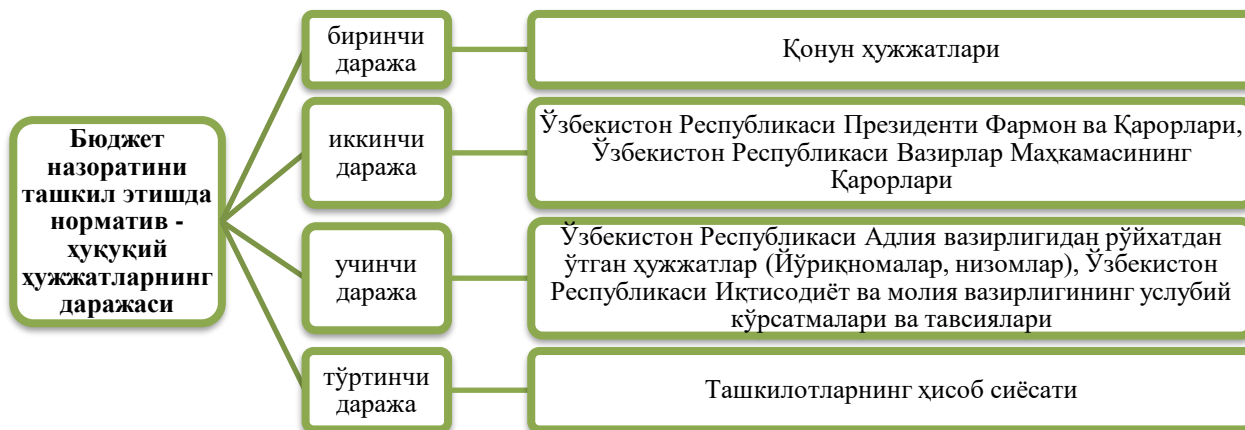 Бюджет
назоратини
ташкил этишда
норматив -
ҳуқуқий
ҳужжатларнинг
даражаси
биринчи
даража
Қонун ҳужжатлари
иккинчи
даража
Ўзбекистон Республикаси Президенти Фармон ва Қарорлари,
Ўзбекистон Республикаси Вазирлар Маҳкамасининг
Қарорлари
учинчи
даража
Ўзбекистон Республикаси Адлия вазирлигидан рўйхатдан
ўтган ҳужжатлар (Йўриқномалар, низомлар), Ўзбекистон
Республикаси Иқтисодиёт ва молия вазирлигининг услубий
кўрсатмалари ва тавсиялари
тўртинчи
даража
Ташкилотларнинг ҳисоб сиёсати